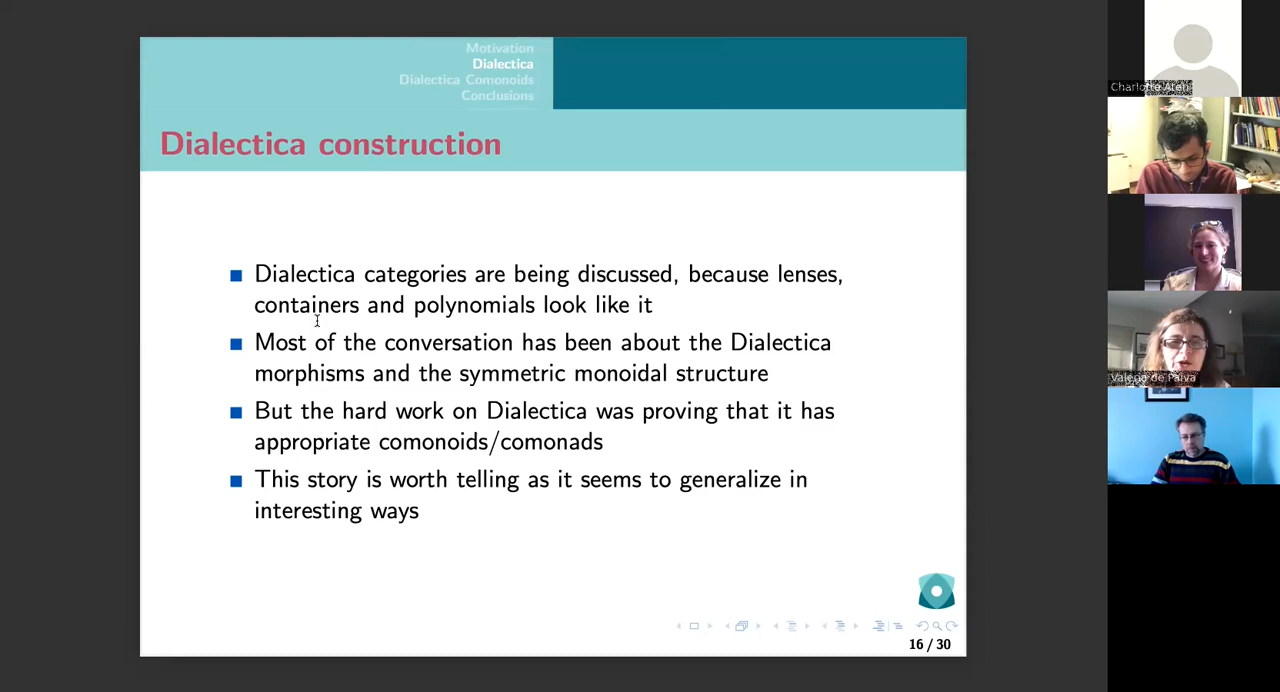 Motivation
Dialectica
Dialectica Comonoids
Conclusions
Dialectica construction
Dialectica categories are being discussed, because lenses,
containers and polynomials look like it
Most of the conversation has been about the Dialectica
morphisms and the symmetric monoidal structure
But the hard work on Dialectica was proving that it has
appropriate comonoids/comonads
This story is worth telling as it seems to generalize in
interesting ways
16 / 30
Charlotte Aten
Valeria de Paiva